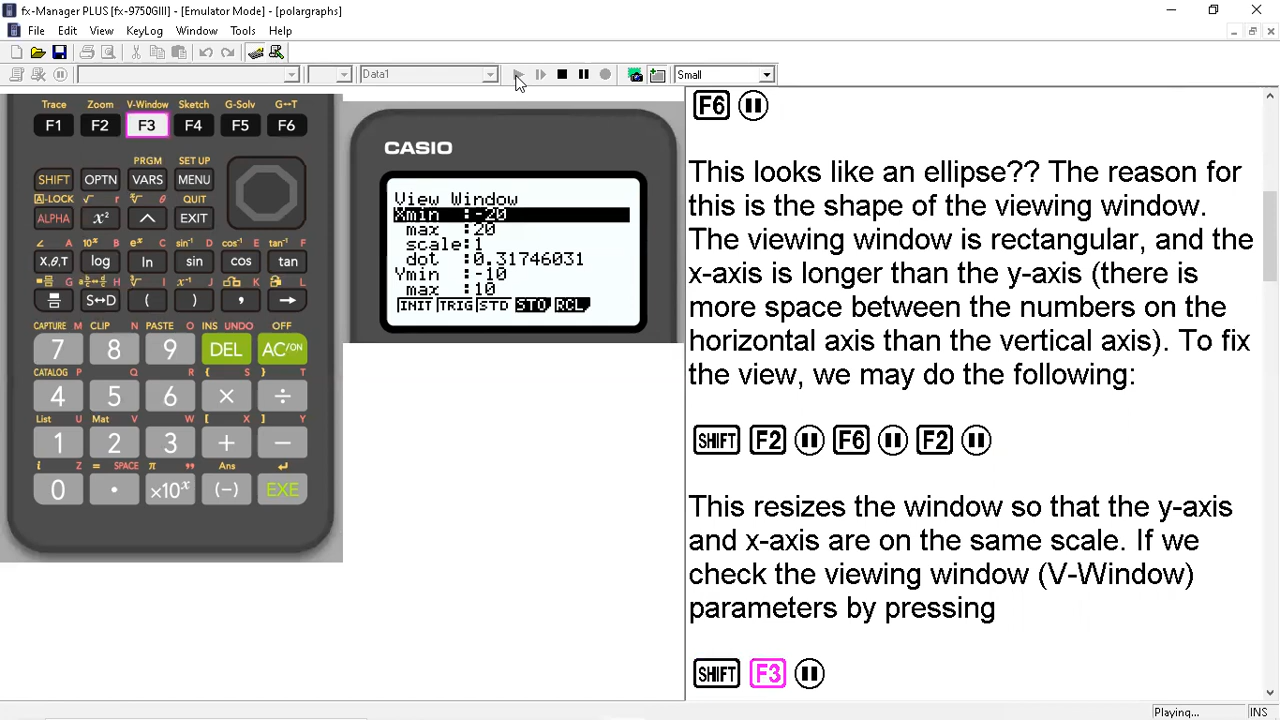 fx-Manager PLUS [fx-9750GIII] - [Emulator Mode] - [polargraphs]
File Edit View KeyLog Window Tools Help
Data1 Small
Trace Zoom V-Window Sketch G-Solv G↔T
F1 F2 F3 F4 F5 F6
PRGM SET UP
SHIFT OPTN VARS MENU
A-LOCK √ r ˣ√ θ QUIT
ALPHA x² ^ EXIT
∠ A 10ˣ B eˣ C sin⁻¹ D cos⁻¹ E tan⁻¹ F
X,θ,T log ln sin cos tan
G H I J K L
S↔D ( ) , →
CAPTURE M CLIP N PASTE O INS UNDO OFF
7 8 9 DEL AC/ON
CATALOG P Q R { S } T
4 5 6 × ÷
List U Mat V W [ X ] Y
1 2 3 + −
i Z = SPACE π " Ans ↵
0 • ×10ˣ (−) EXE
CASIO
View Window
Xmin :-20
max :20
scale:1
dot :0.31746031
Ymin :-10
max :10
INIT TRIG STD STO RCL
F6
This looks like an ellipse?? The reason for
this is the shape of the viewing window.
The viewing window is rectangular, and the
x-axis is longer than the y-axis (there is
more space between the numbers on the
horizontal axis than the vertical axis). To fix
the view, we may do the following:
SHIFT F2 F6 F2
This resizes the window so that the y-axis
and x-axis are on the same scale. If we
check the viewing window (V-Window)
parameters by pressing
SHIFT F3
Playing... INS